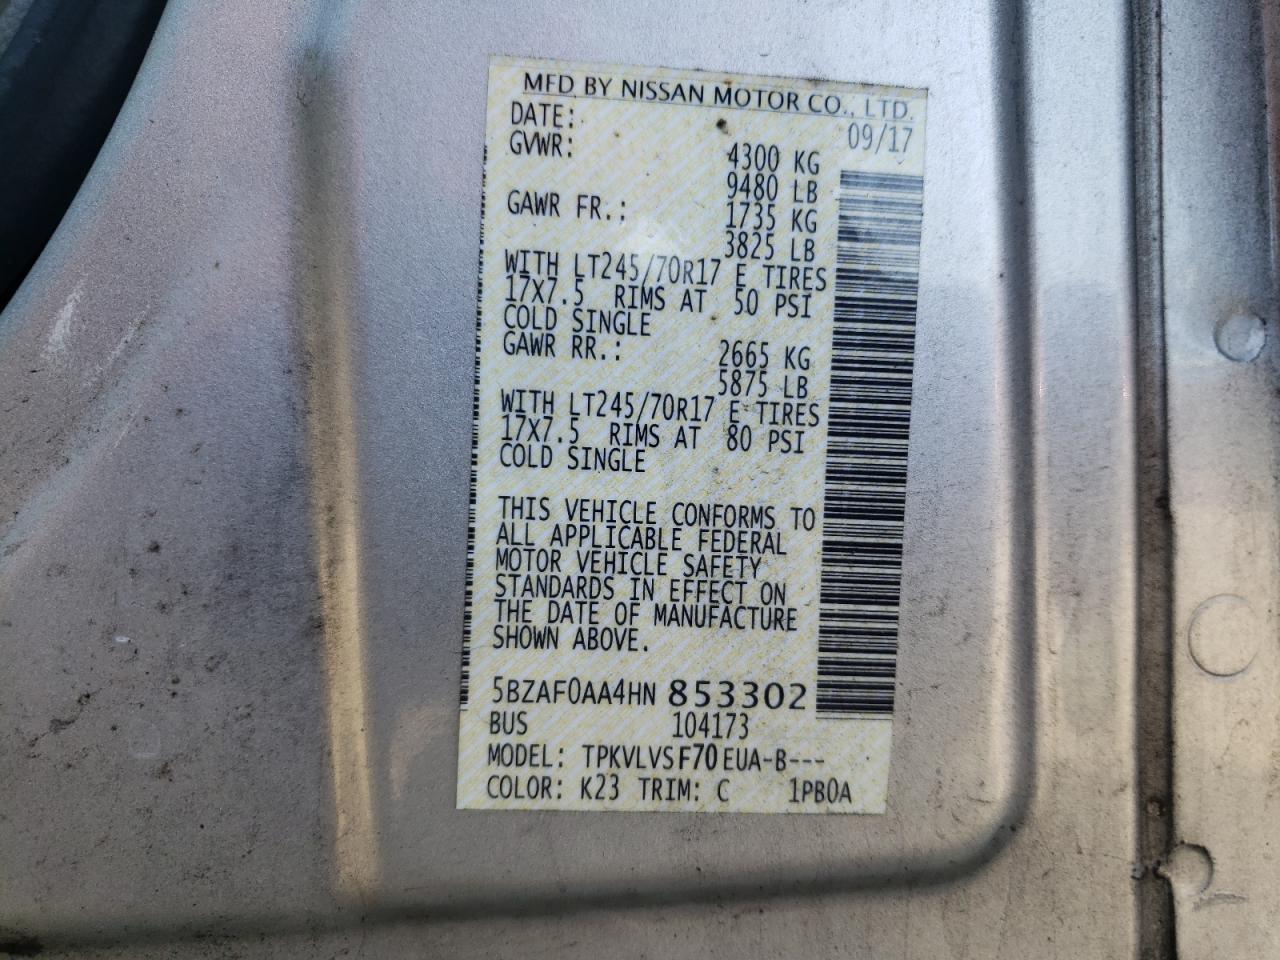 MFD BY NISSAN MOTOR CO., LTD.
DATE: 09/17
GVWR: 4300 KG
9480 LB
GAWR FR.: 1735 KG
3825 LB
WITH LT245/70R17 E TIRES
17X7.5 RIMS AT 50 PSI
COLD SINGLE
GAWR RR.: 2665 KG
5875 LB
WITH LT245/70R17 E TIRES
17X7.5 RIMS AT 80 PSI
COLD SINGLE
THIS VEHICLE CONFORMS TO
ALL APPLICABLE FEDERAL
MOTOR VEHICLE SAFETY
STANDARDS IN EFFECT ON
THE DATE OF MANUFACTURE
SHOWN ABOVE.
5BZAF0AA4HN 853302
BUS 104173
MODEL: TPKVLVSF70EUA-B---
COLOR: K23 TRIM: C 1PB0A